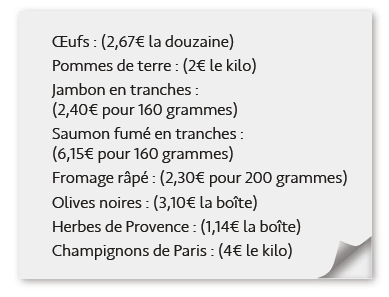 Œufs : (2,67€ la douzaine)
Pommes de terre : (2€ le kilo)
Jambon en tranches :
(2,40€ pour 160 grammes)
Saumon fumé en tranches :
(6,15€ pour 160 grammes)
Fromage râpé : (2,30€ pour 200 grammes)
Olives noires : (3,10€ la boîte)
Herbes de Provence : (1,14€ la boîte)
Champignons de Paris : (4€ le kilo)